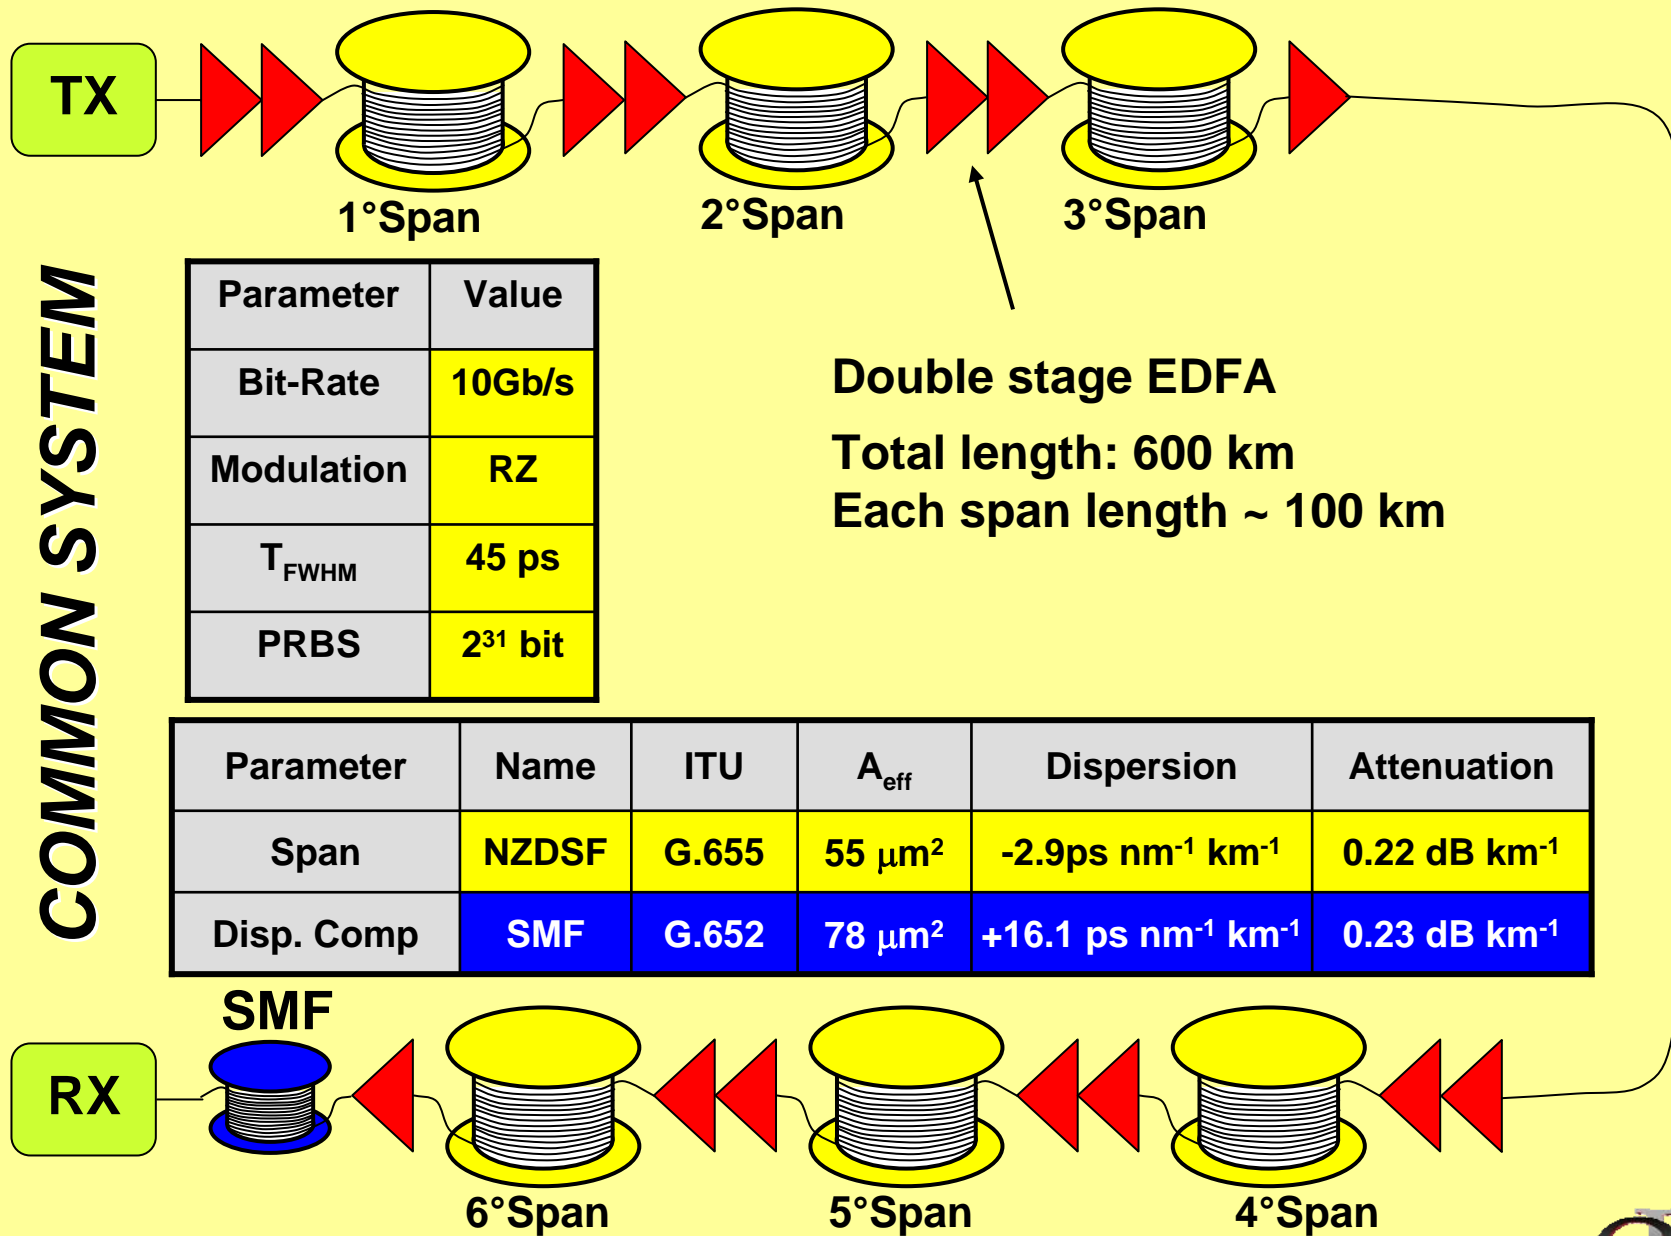 TX
1°Span
2°Span
3°Span
COMMON SYSTEM
Parameter Value
Bit-Rate 10Gb/s
Modulation RZ
T_FWHM 45 ps
PRBS 2³¹ bit
Double stage EDFA
Total length: 600 km
Each span length ~ 100 km
Parameter Name ITU A_eff Dispersion Attenuation
Span NZDSF G.655 55 μm² -2.9ps nm⁻¹ km⁻¹ 0.22 dB km⁻¹
Disp. Comp SMF G.652 78 μm² +16.1 ps nm⁻¹ km⁻¹ 0.23 dB km⁻¹
SMF
RX
6°Span
5°Span
4°Span